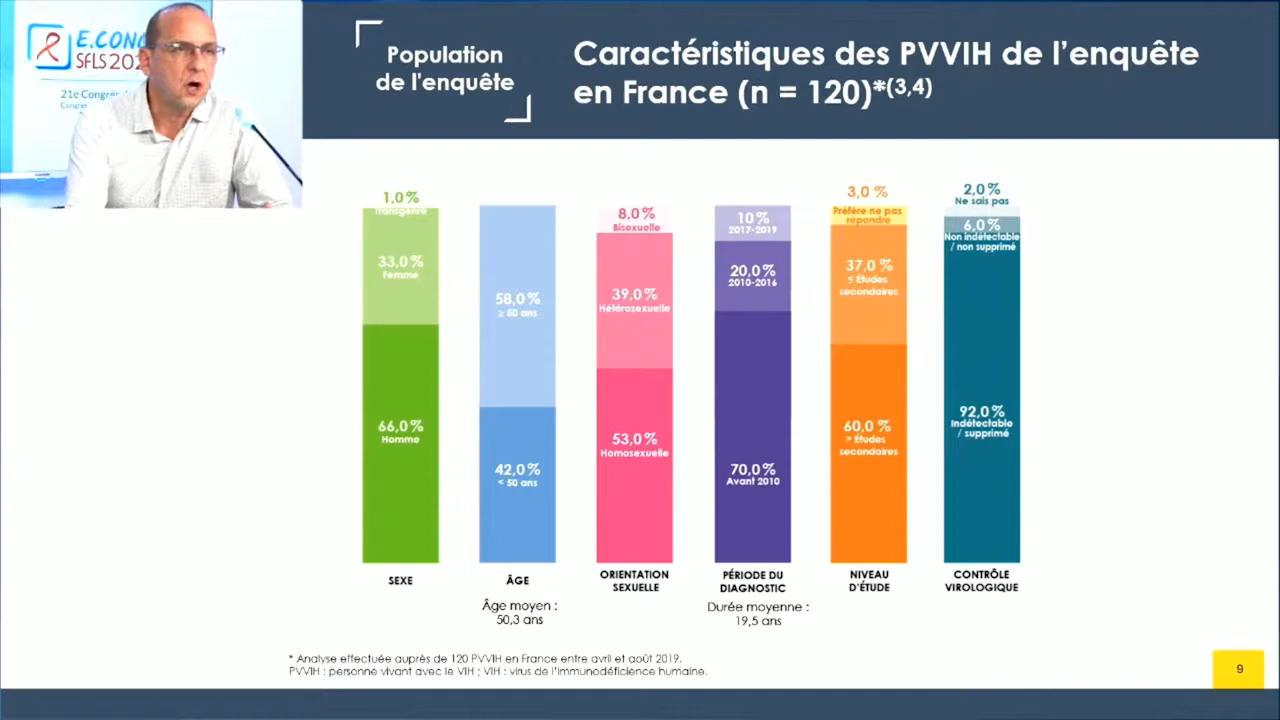 E.CONG
SFLS 202
21e Congrès
Congrès
Population
de l'enquête
Caractéristiques des PVVIH de l'enquête
en France (n = 120)*(3,4)
1,0 %
Transgenre
33,0 %
Femme
66,0 %
Homme
SEXE
58,0 %
≥ 50 ans
42,0 %
< 50 ans
ÂGE
Âge moyen :
50,3 ans
8,0 %
Bisexuelle
39,0 %
Hétérosexuelle
53,0 %
Homosexuelle
ORIENTATION
SEXUELLE
10 %
2017-2019
20,0 %
2010-2016
70,0 %
Avant 2010
PÉRIODE DU
DIAGNOSTIC
Durée moyenne :
19,5 ans
3,0 %
Préfère ne pas
répondre
37,0 %
≤ Études
secondaires
60,0 %
> Études
secondaires
NIVEAU
D'ÉTUDE
2,0 %
Ne sais pas
6,0 %
Non indétectable
/ non supprimé
92,0 %
Indétectable
/ supprimé
CONTRÔLE
VIROLOGIQUE
* Analyse effectuée auprès de 120 PVVIH en France entre avril et août 2019.
PVVIH : personne vivant avec le VIH ; VIH : virus de l'immunodéficience humaine.
9